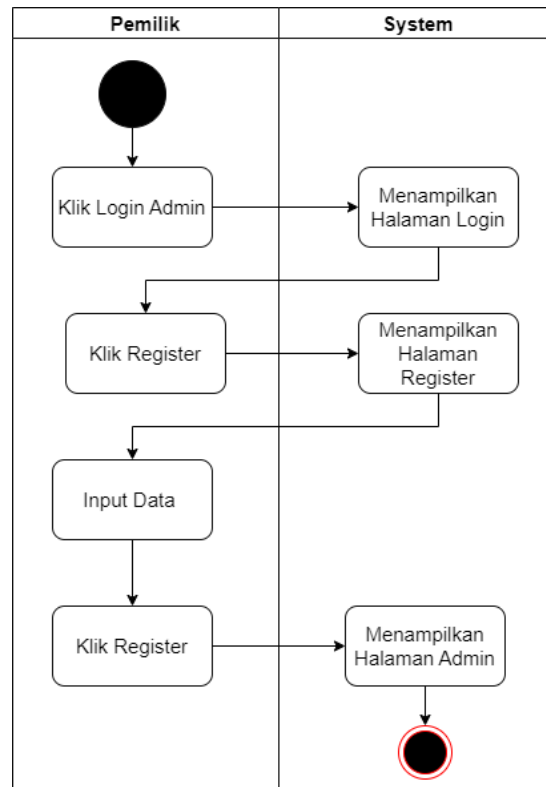 Pemilik
System
Klik Login Admin
Menampilkan
Halaman Login
Klik Register
Menampilkan
Halaman
Register
Input Data
Klik Register
Menampilkan
Halaman Admin